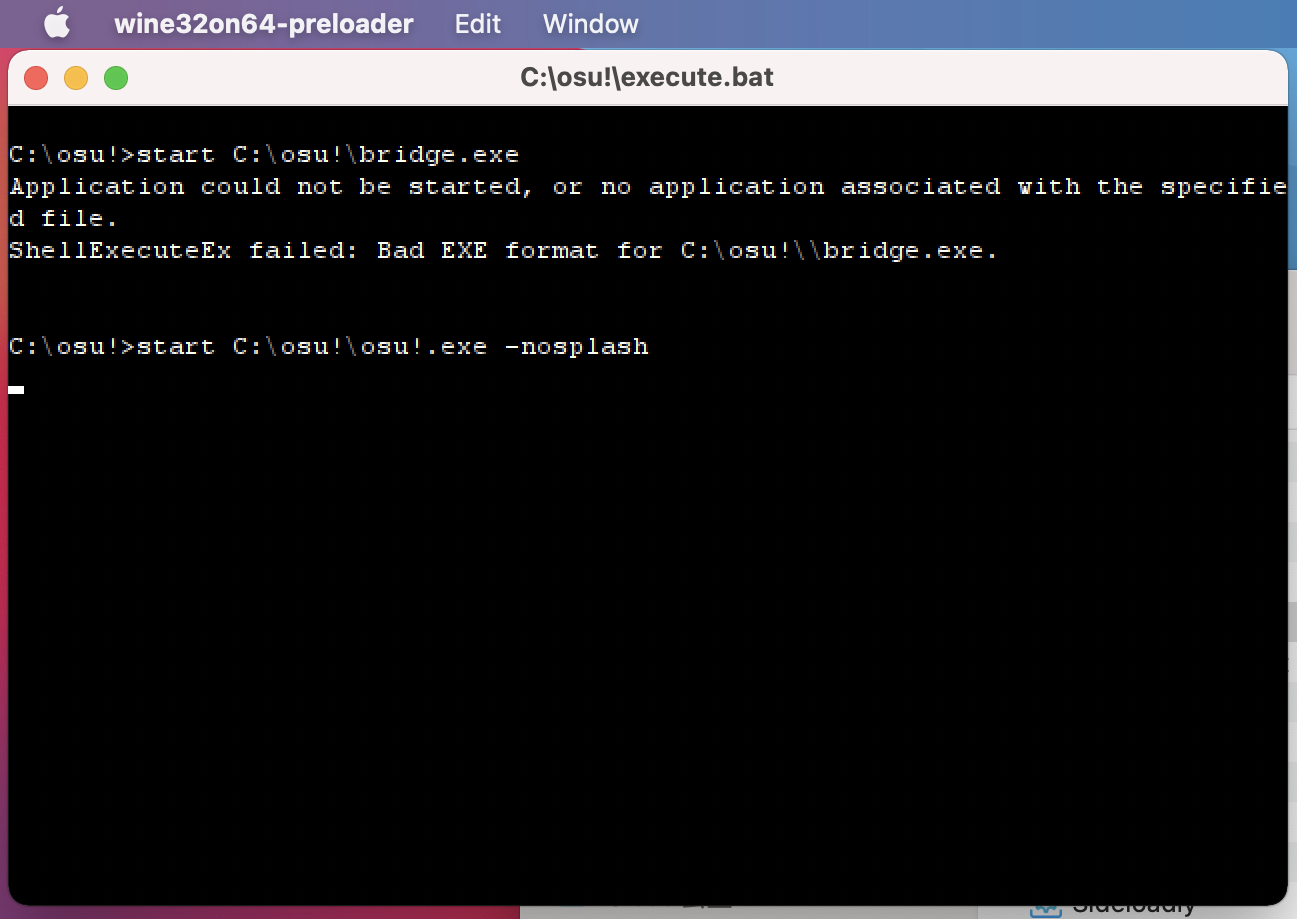 wine32on64-preloader Edit Window
C:\osu!\execute.bat
C:\osu!>start C:\osu!\bridge.exe
Application could not be started, or no application associated with the specifie
d file.
ShellExecuteEx failed: Bad EXE format for C:\osu!\\bridge.exe.
C:\osu!>start C:\osu!\osu!.exe -nosplash
Sideloadly